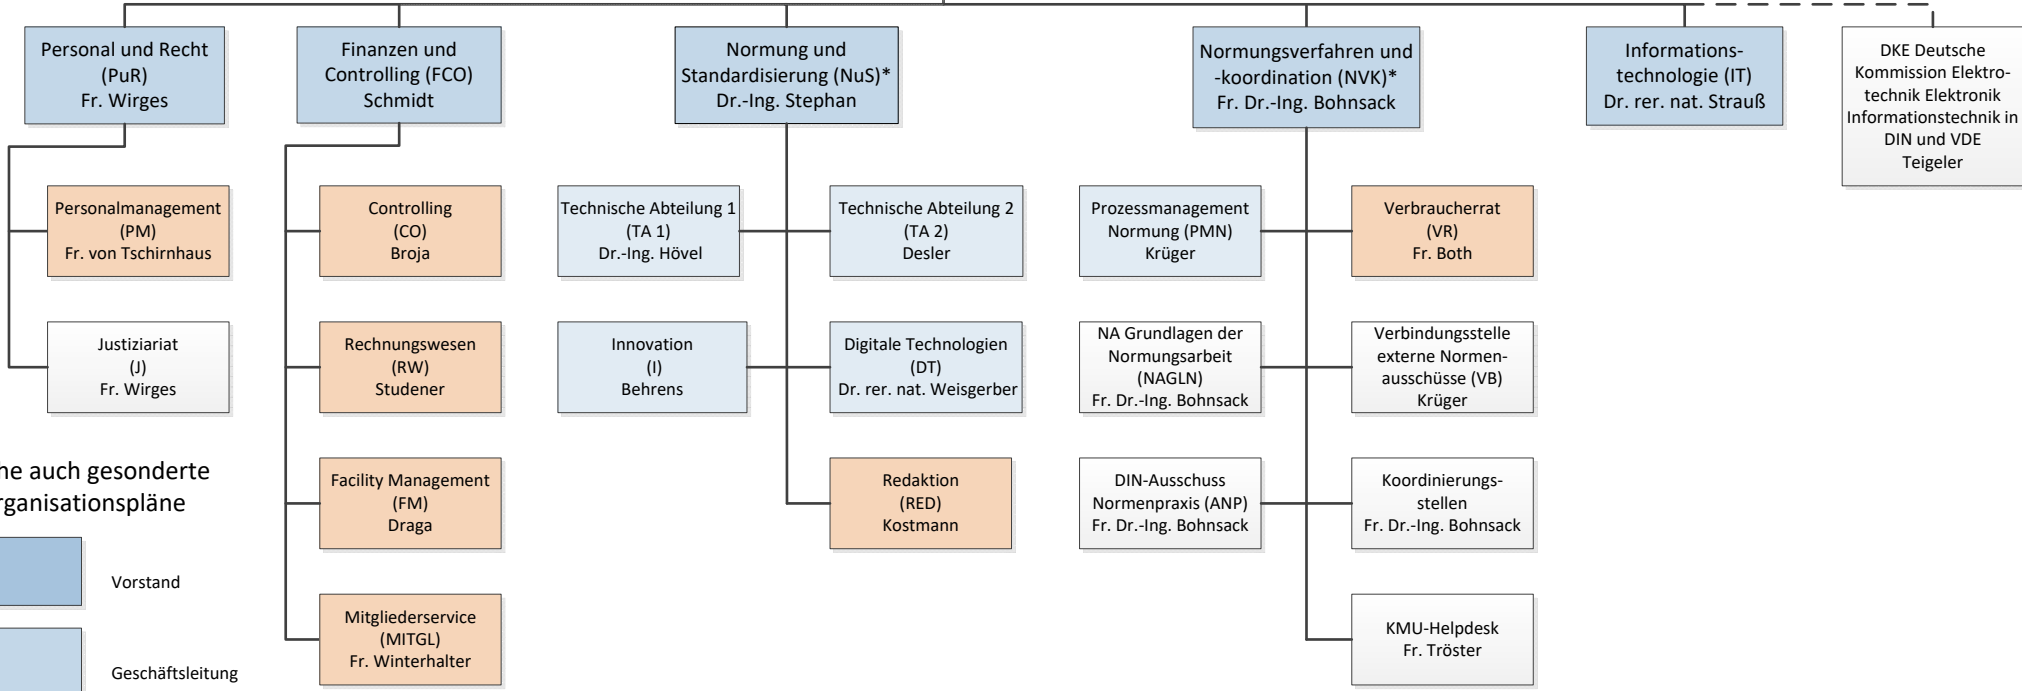 Personal und Recht
(PuR)
Fr. Wirges
Finanzen und
Controlling (FCO)
Schmidt
Normung und
Standardisierung (NuS)*
Dr.-Ing. Stephan
Normungsverfahren und
-koordination (NVK)*
Fr. Dr.-Ing. Bohnsack
Informations-
technologie (IT)
Dr. rer. nat. Strauß
DKE Deutsche
Kommission Elektro-
technik Elektronik
Informationstechnik in
DIN und VDE
Teigeler
Personalmanagement
(PM)
Fr. von Tschirnhaus
Justiziariat
(J)
Fr. Wirges
Controlling
(CO)
Broja
Rechnungswesen
(RW)
Studener
Facility Management
(FM)
Draga
Mitgliederservice
(MITGL)
Fr. Winterhalter
Technische Abteilung 1
(TA 1)
Dr.-Ing. Hövel
Technische Abteilung 2
(TA 2)
Desler
Innovation
(I)
Behrens
Digitale Technologien
(DT)
Dr. rer. nat. Weisgerber
Redaktion
(RED)
Kostmann
Prozessmanagement
Normung (PMN)
Krüger
Verbraucherrat
(VR)
Fr. Both
NA Grundlagen der
Normungsarbeit
(NAGLN)
Fr. Dr.-Ing. Bohnsack
Verbindungsstelle
externe Normen-
ausschüsse (VB)
Krüger
DIN-Ausschuss
Normenpraxis (ANP)
Fr. Dr.-Ing. Bohnsack
Koordinierungs-
stellen
Fr. Dr.-Ing. Bohnsack
KMU-Helpdesk
Fr. Tröster
he auch gesonderte
rganisationspläne
Vorstand
Geschäftsleitung